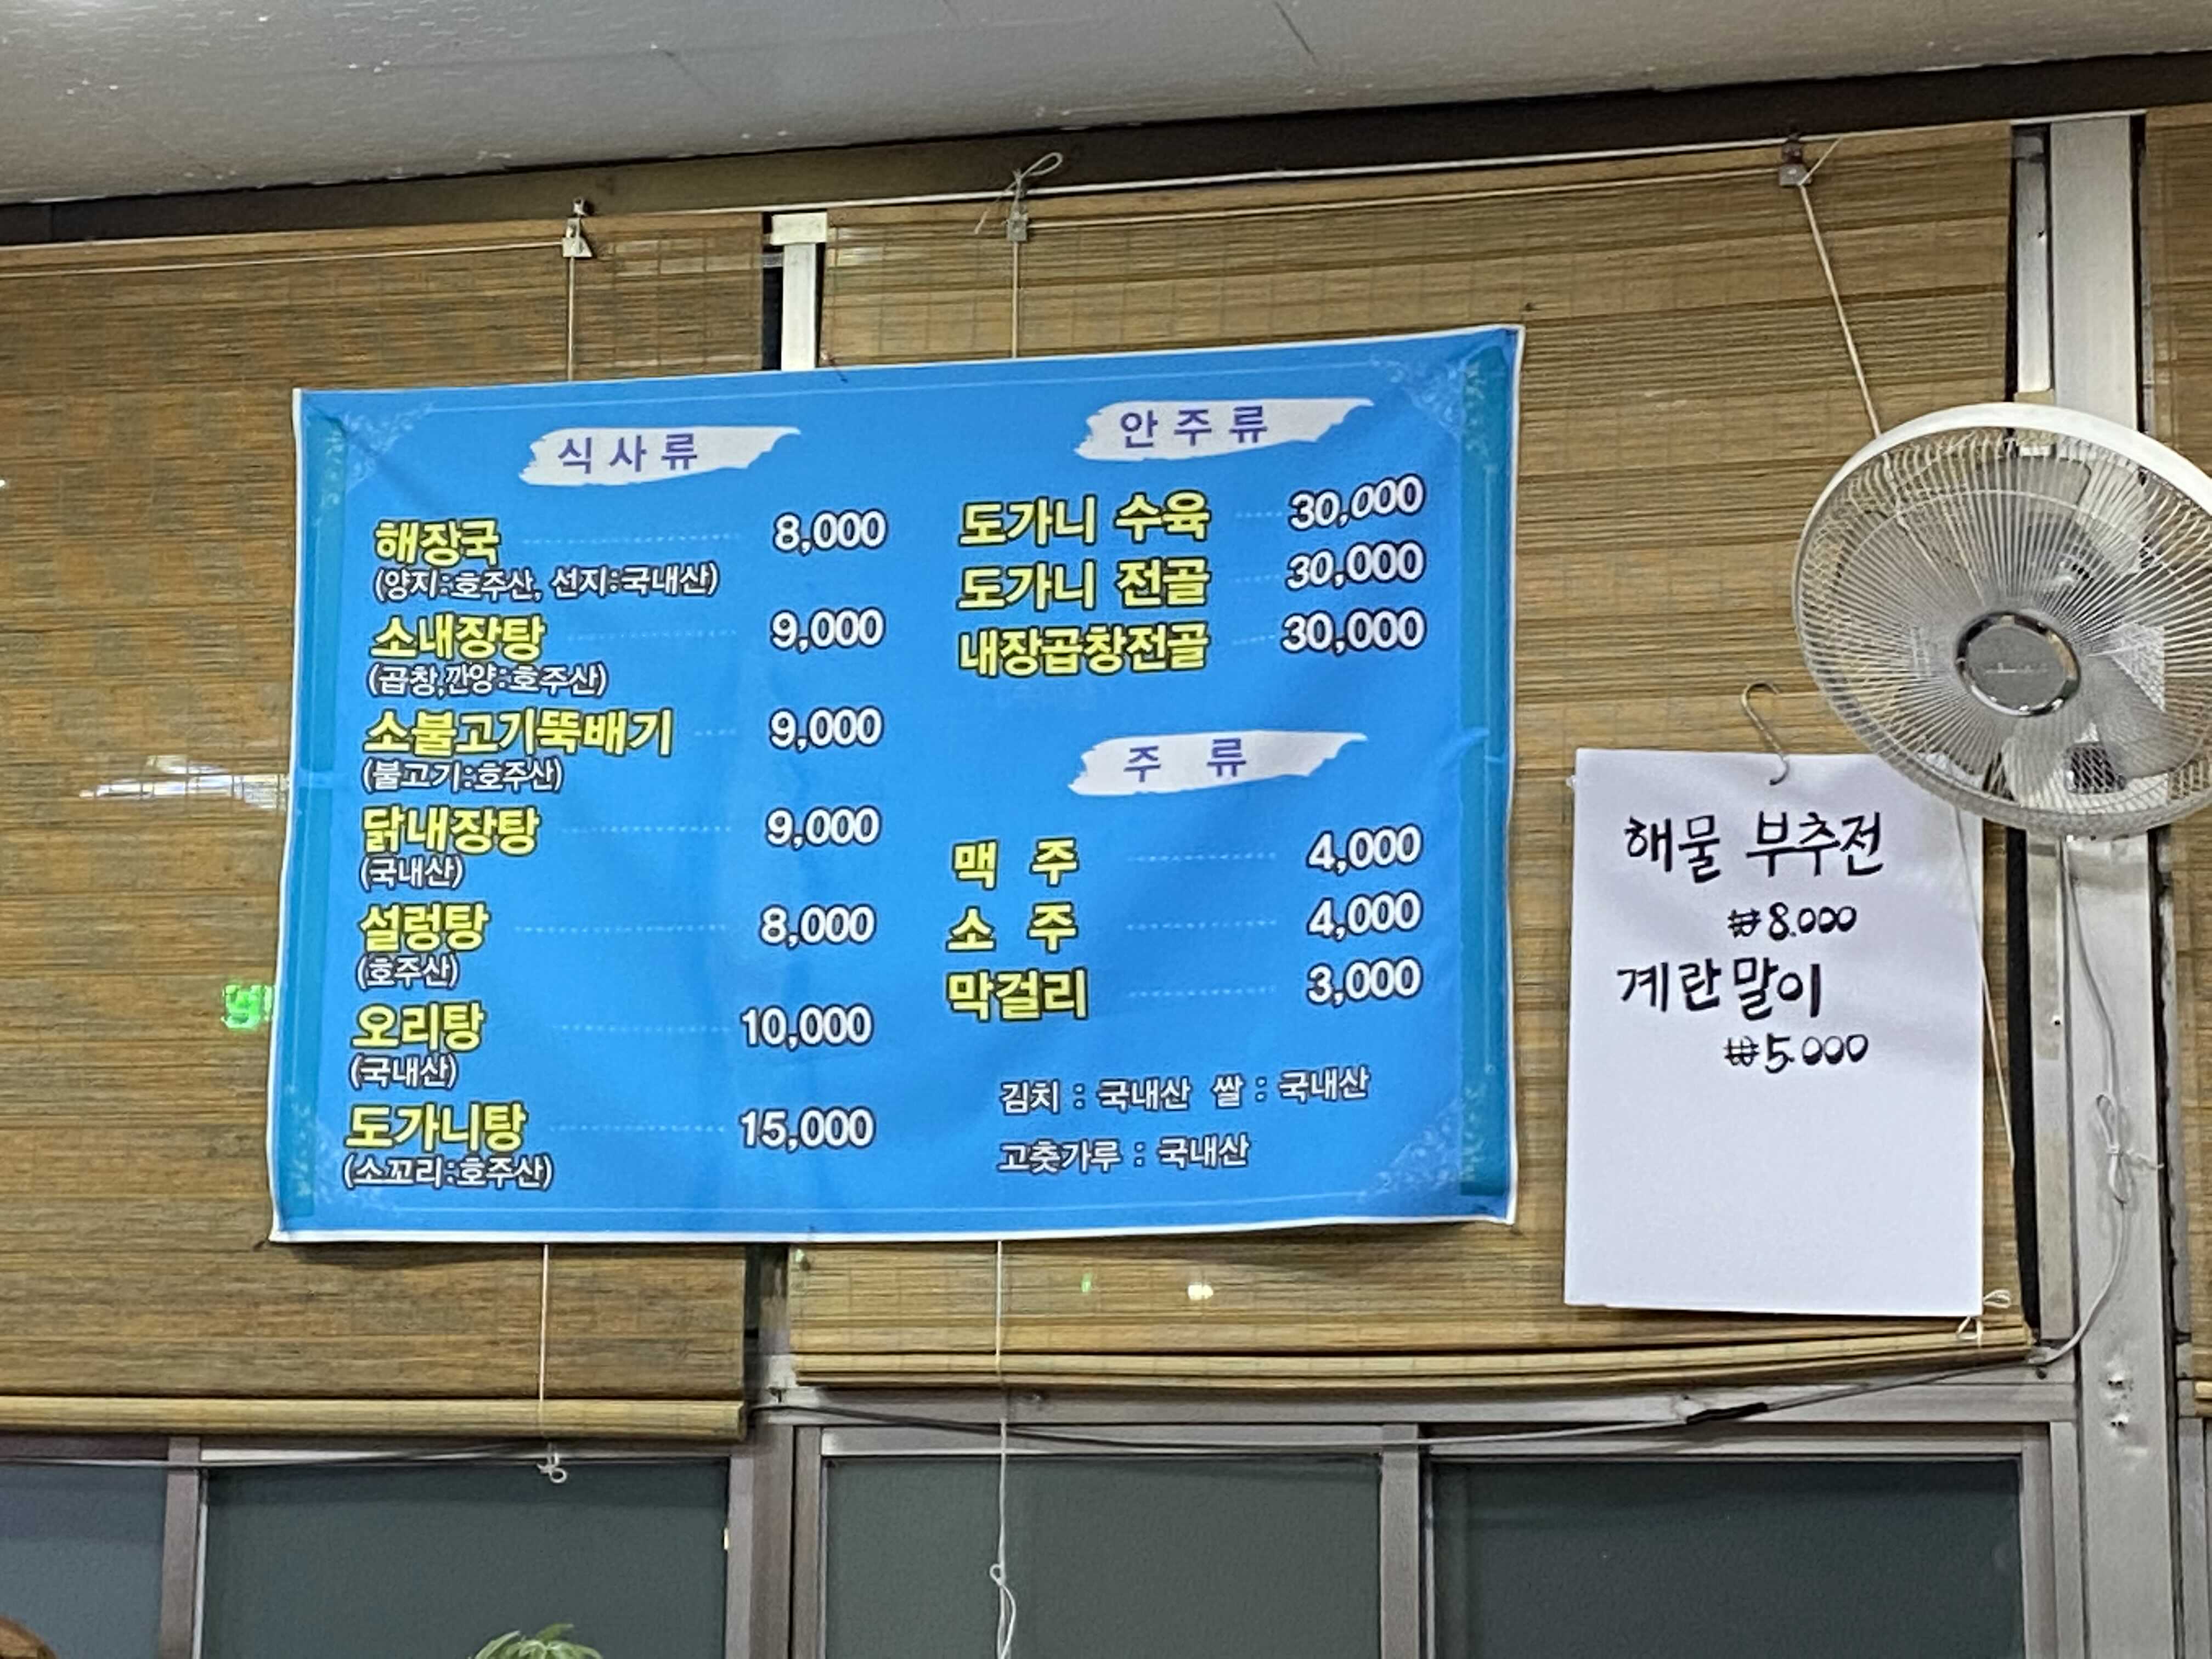 식사류
해장국 8,000
(양지:호주산, 선지:국내산)
소내장탕 9,000
(곱창,깐양:호주산)
소불고기뚝배기 9,000
(불고기:호주산)
닭내장탕 9,000
(국내산)
설렁탕 8,000
(호주산)
오리탕 10,000
(국내산)
도가니탕 15,000
(소꼬리:호주산)
안주류
도가니 수육 30,000
도가니 전골 30,000
내장곱창전골 30,000
주 류
맥 주 4,000
소 주 4,000
막걸리 3,000
김치 : 국내산 쌀 : 국내산
고춧가루 : 국내산
해물 부추전
₩8.000
계란말이
₩5.000